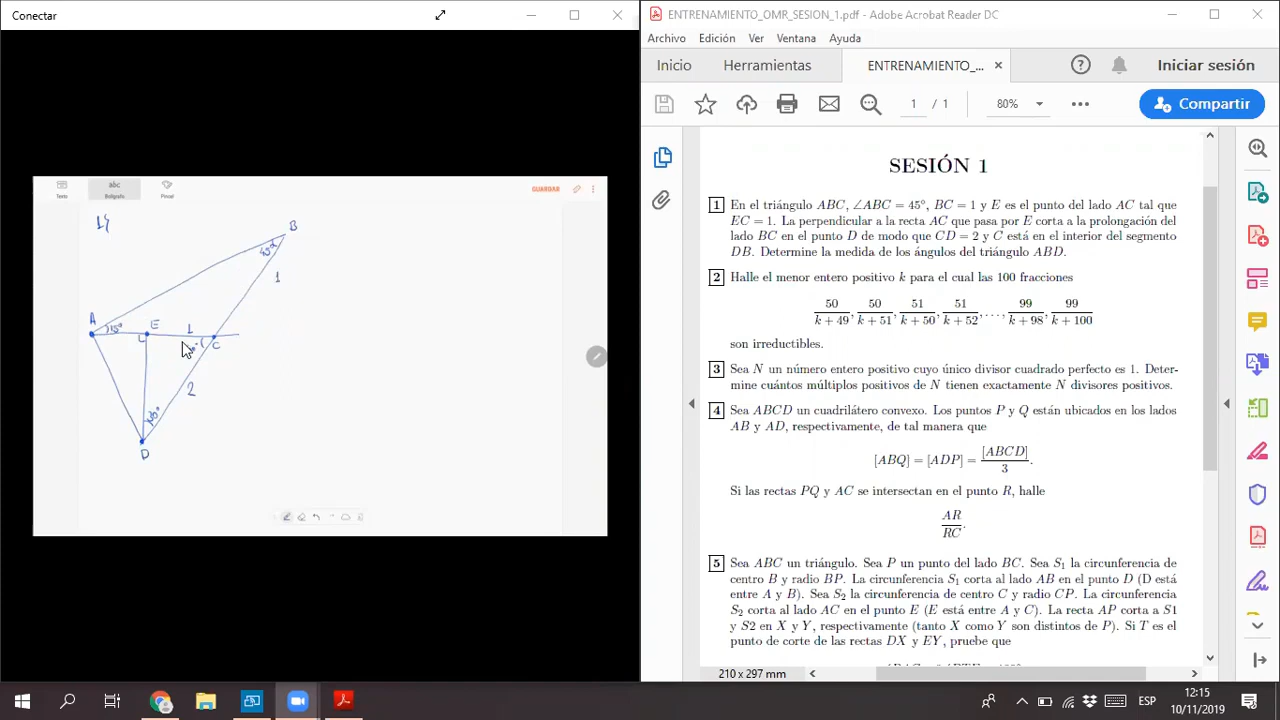 Conectar
Texto
Bolígrafo
Pincel
GUARDAR
B
1
A
15°
E
1
C
2
D
ENTRENAMIENTO_OMR_SESION_1.pdf - Adobe Acrobat Reader DC
Archivo Edición Ver Ventana Ayuda
Inicio Herramientas ENTRENAMIENTO_... × Iniciar sesión
1 / 1 80% Compartir
SESIÓN 1
1 En el triángulo ABC, ∠ABC = 45°, BC = 1 y E es el punto del lado AC tal que
EC = 1. La perpendicular a la recta AC que pasa por E corta a la prolongación del
lado BC en el punto D de modo que CD = 2 y C está en el interior del segmento
DB. Determine la medida de los ángulos del triángulo ABD.
2 Halle el menor entero positivo k para el cual las 100 fracciones
50/(k + 49), 50/(k + 51), 51/(k + 50), 51/(k + 52), . . . , 99/(k + 98), 99/(k + 100)
son irreductibles.
3 Sea N un número entero positivo cuyo único divisor cuadrado perfecto es 1. Deter-
mine cuántos múltiplos positivos de N tienen exactamente N divisores positivos.
4 Sea ABCD un cuadrilátero convexo. Los puntos P y Q están ubicados en los lados
AB y AD, respectivamente, de tal manera que
[ABQ] = [ADP] = [ABCD]/3.
Si las rectas PQ y AC se intersectan en el punto R, halle
AR/RC.
5 Sea ABC un triángulo. Sea P un punto del lado BC. Sea S₁ la circunferencia de
centro B y radio BP. La circunferencia S₁ corta al lado AB en el punto D (D está
entre A y B). Sea S₂ la circunferencia de centro C y radio CP. La circunferencia
S₂ corta al lado AC en el punto E (E está entre A y C). La recta AP corta a S1
y S2 en X y Y, respectivamente (tanto X como Y son distintos de P). Si T es el
punto de corte de las rectas DX y EY, pruebe que
210 x 297 mm
ESP
12:15
10/11/2019